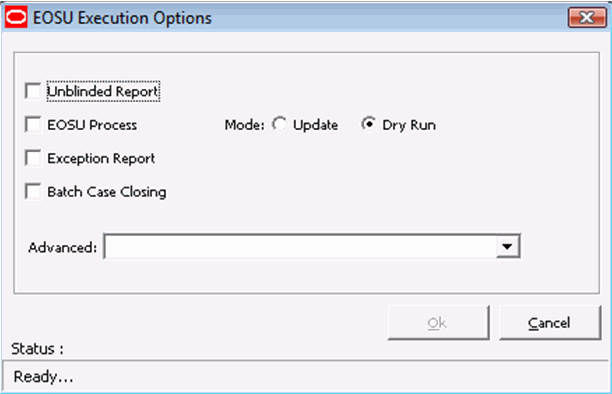 EOSU Execution Options
Unblinded Report
EOSU Process Mode: Update Dry Run
Exception Report
Batch Case Closing
Advanced:
Ok Cancel
Status :
Ready...